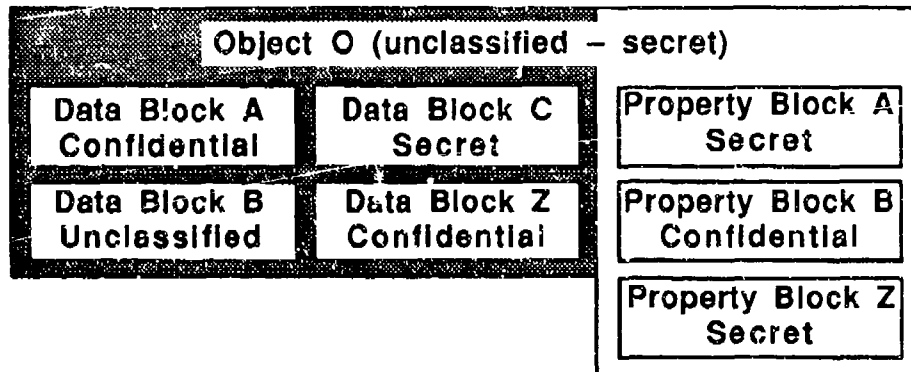 Object O (unclassified – secret)
Data Block A
Confidential
Data Block C
Secret
Property Block A
Secret
Data Block B
Unclassified
Data Block Z
Confidential
Property Block B
Confidential
Property Block Z
Secret